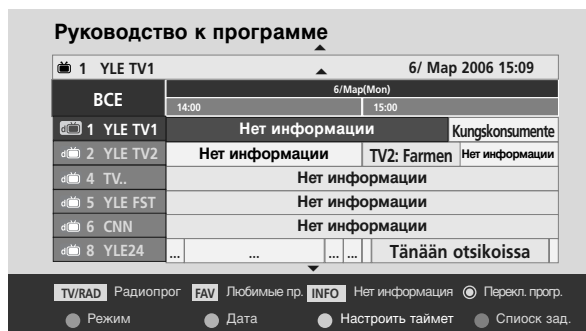 Руководство к программе
1 YLE TV1 6/ Мар 2006 15:09
ВСЕ 6/Мар(Mon)
14:00 15:00
1 YLE TV1 Нет информации Kungskonsumente
2 YLE TV2 Нет информации TV2: Farmen Нет информации
4 TV.. Нет информации
5 YLE FST Нет информации
6 CNN Нет информации
8 YLE24 ... ... ... ... Tänään otsikoissa
TV/RAD Радиопрог FAV Любимые пр. INFO Нет информация Перекл. прогр.
Режим Дата Настроить таймет Спиоск зад.